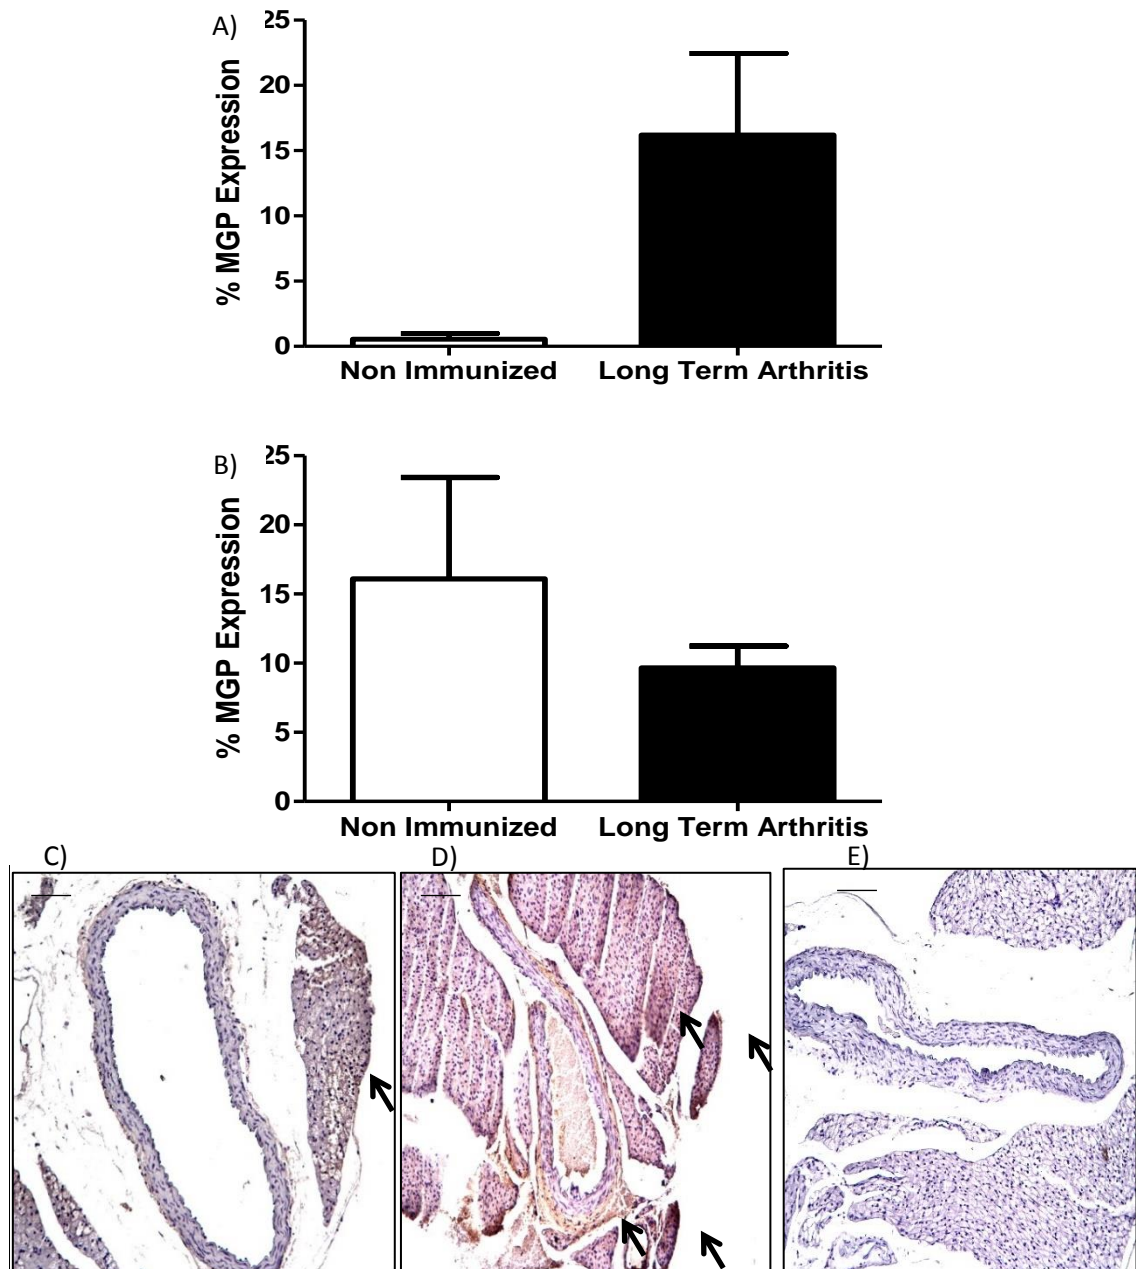 A)
% MGP Expression
25
20
15
10
5
0
Non Immunized Long Term Arthritis
B)
% MGP Expression
25
20
15
10
5
0
Non Immunized Long Term Arthritis
C) D) E)